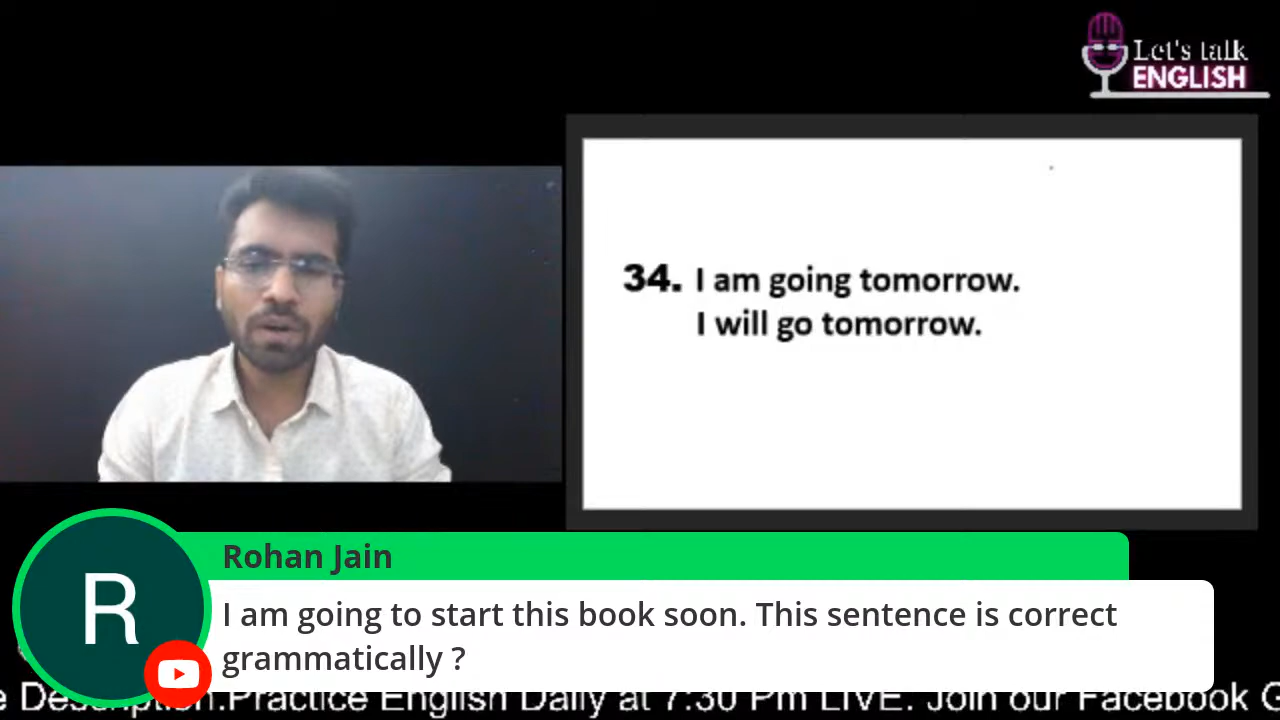 Let's talk
ENGLISH
34. I am going tomorrow.
I will go tomorrow.
Rohan Jain
R
I am going to start this book soon. This sentence is correct
grammatically ?
Practice English Daily at 7:30 Pm LIVE. Join our Facebook G